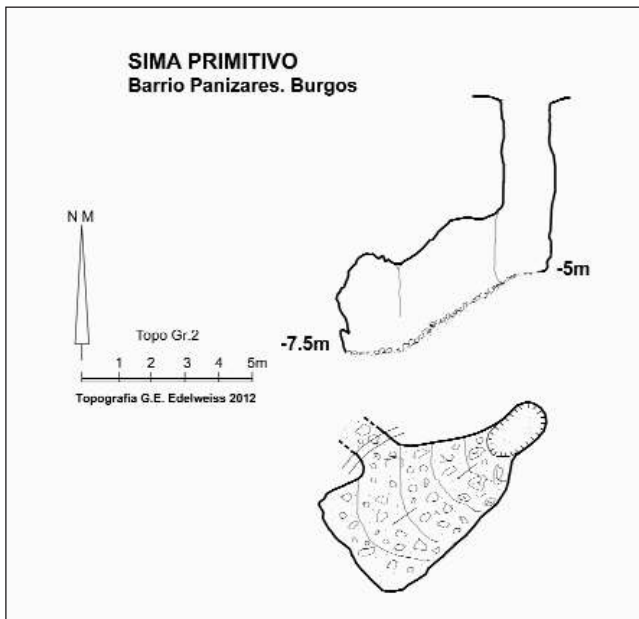 SIMA PRIMITIVO
Barrio Panizares. Burgos
N M
-5m
-7.5m
Topo Gr.2
1 2 3 4 5m
Topografia G.E. Edelweiss 2012